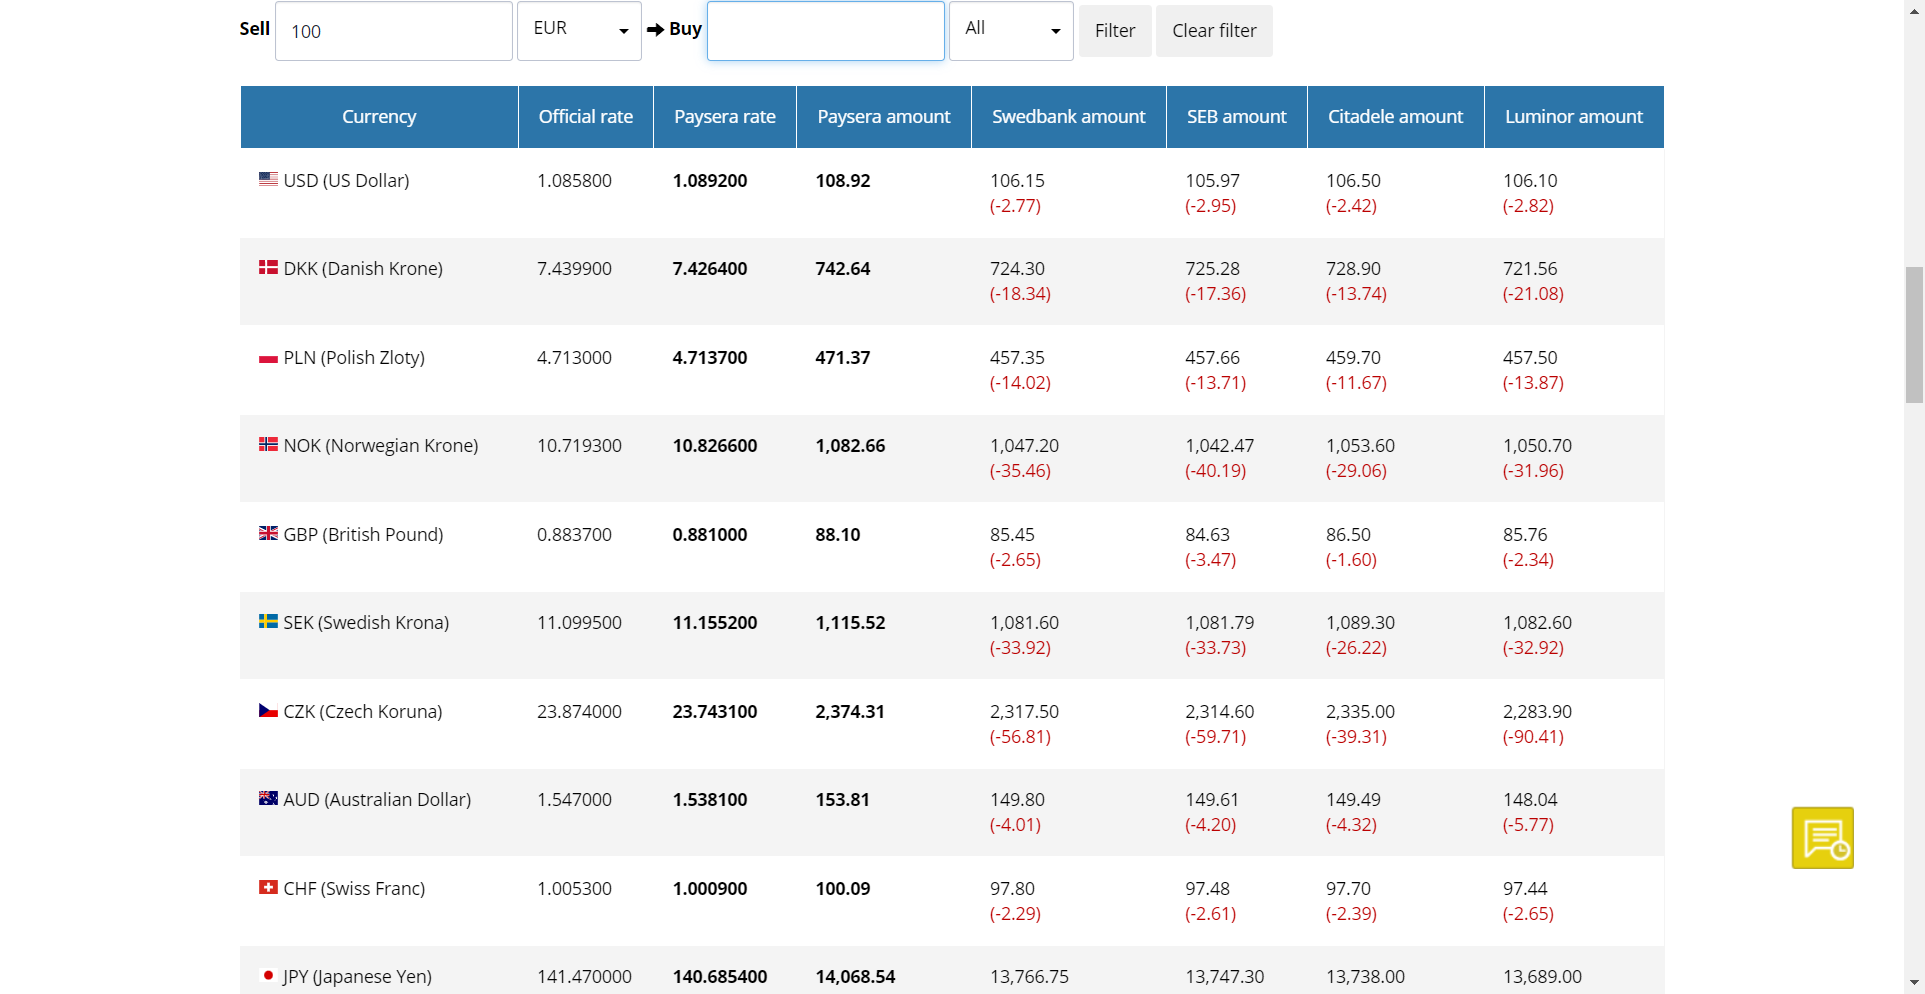 Sell 100 EUR Buy All Filter Clear filter
Currency Official rate Paysera rate Paysera amount Swedbank amount SEB amount Citadele amount Luminor amount
USD (US Dollar) 1.085800 1.089200 108.92 106.15 105.97 106.50 106.10
(-2.77) (-2.95) (-2.42) (-2.82)
DKK (Danish Krone) 7.439900 7.426400 742.64 724.30 725.28 728.90 721.56
(-18.34) (-17.36) (-13.74) (-21.08)
PLN (Polish Zloty) 4.713000 4.713700 471.37 457.35 457.66 459.70 457.50
(-14.02) (-13.71) (-11.67) (-13.87)
NOK (Norwegian Krone) 10.719300 10.826600 1,082.66 1,047.20 1,042.47 1,053.60 1,050.70
(-35.46) (-40.19) (-29.06) (-31.96)
GBP (British Pound) 0.883700 0.881000 88.10 85.45 84.63 86.50 85.76
(-2.65) (-3.47) (-1.60) (-2.34)
SEK (Swedish Krona) 11.099500 11.155200 1,115.52 1,081.60 1,081.79 1,089.30 1,082.60
(-33.92) (-33.73) (-26.22) (-32.92)
CZK (Czech Koruna) 23.874000 23.743100 2,374.31 2,317.50 2,314.60 2,335.00 2,283.90
(-56.81) (-59.71) (-39.31) (-90.41)
AUD (Australian Dollar) 1.547000 1.538100 153.81 149.80 149.61 149.49 148.04
(-4.01) (-4.20) (-4.32) (-5.77)
CHF (Swiss Franc) 1.005300 1.000900 100.09 97.80 97.48 97.70 97.44
(-2.29) (-2.61) (-2.39) (-2.65)
JPY (Japanese Yen) 141.470000 140.685400 14,068.54 13,766.75 13,747.30 13,738.00 13,689.00